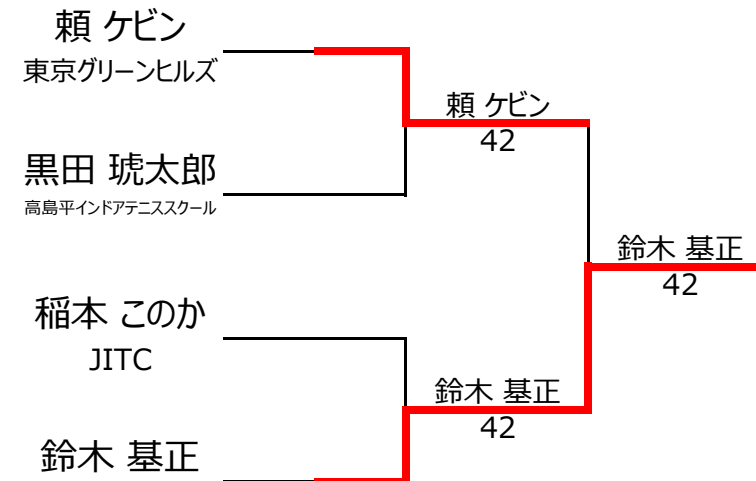 頼 ケビン
東京グリーンヒルズ
頼 ケビン
42
黒田 琥太郎
高島平インドアテニススクール
鈴木 基正
42
稲本 このか
JITC
鈴木 基正
42
鈴木 基正